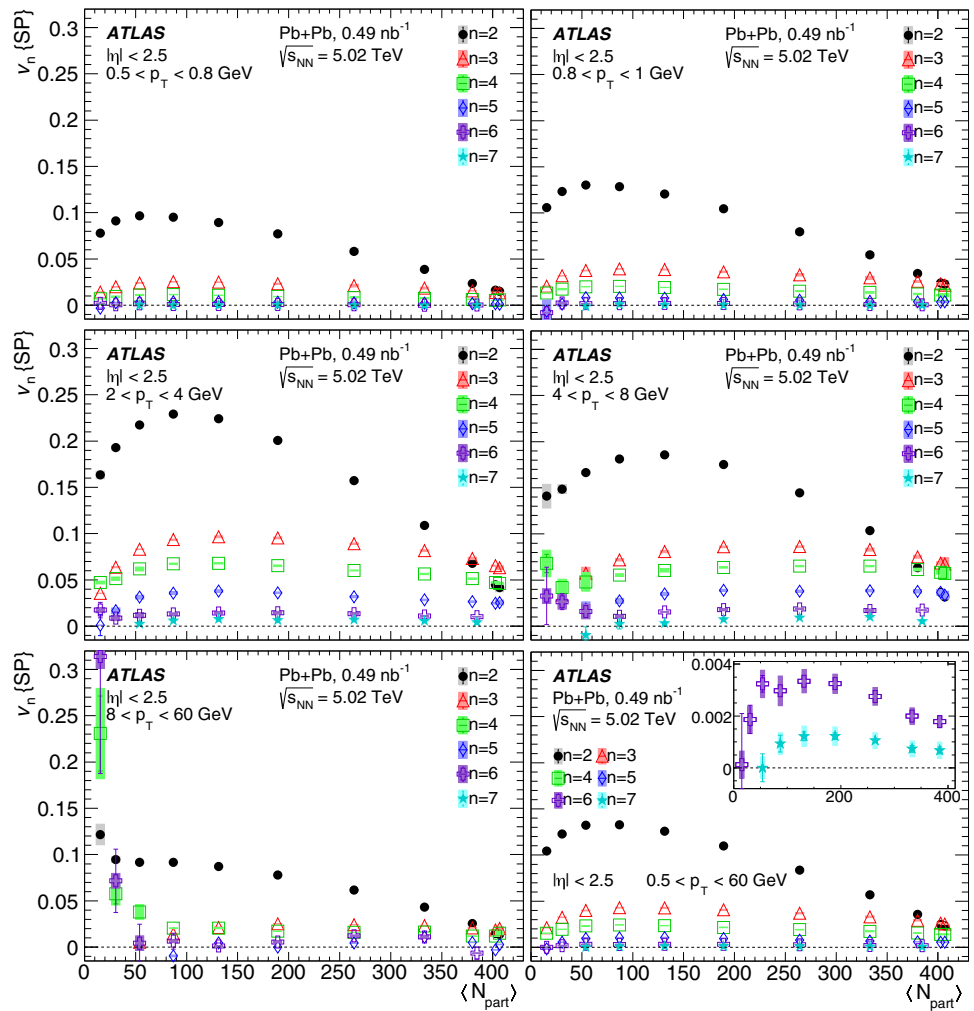 v_n{SP}
0.3
0.2
0.1
0
ATLAS
|η| < 2.5
0.5 < p_T < 0.8 GeV
Pb+Pb, 0.49 nb⁻¹
√s_NN = 5.02 TeV
n=2
n=3
n=4
n=5
n=6
n=7
ATLAS
|η| < 2.5
0.8 < p_T < 1 GeV
Pb+Pb, 0.49 nb⁻¹
√s_NN = 5.02 TeV
n=2
n=3
n=4
n=5
n=6
n=7
0.3
0.2
0.1
0
v_n{SP}
0.3
0.2
0.1
0
ATLAS
|η| < 2.5
2 < p_T < 4 GeV
Pb+Pb, 0.49 nb⁻¹
√s_NN = 5.02 TeV
n=2
n=3
n=4
n=5
n=6
n=7
ATLAS
|η| < 2.5
4 < p_T < 8 GeV
Pb+Pb, 0.49 nb⁻¹
√s_NN = 5.02 TeV
n=2
n=3
n=4
n=5
n=6
n=7
0.3
0.2
0.1
0
v_n{SP}
0.3
0.2
0.1
0
ATLAS
|η| < 2.5
8 < p_T < 60 GeV
Pb+Pb, 0.49 nb⁻¹
√s_NN = 5.02 TeV
n=2
n=3
n=4
n=5
n=6
n=7
0 50 100 150 200 250 300 350 400
⟨N_part⟩
ATLAS
Pb+Pb, 0.49 nb⁻¹
√s_NN = 5.02 TeV
n=2 n=3
n=4 n=5
n=6 n=7
0.004
0.002
0
0 200 400
|η| < 2.5 0.5 < p_T < 60 GeV
0 50 100 150 200 250 300 350 400
⟨N_part⟩